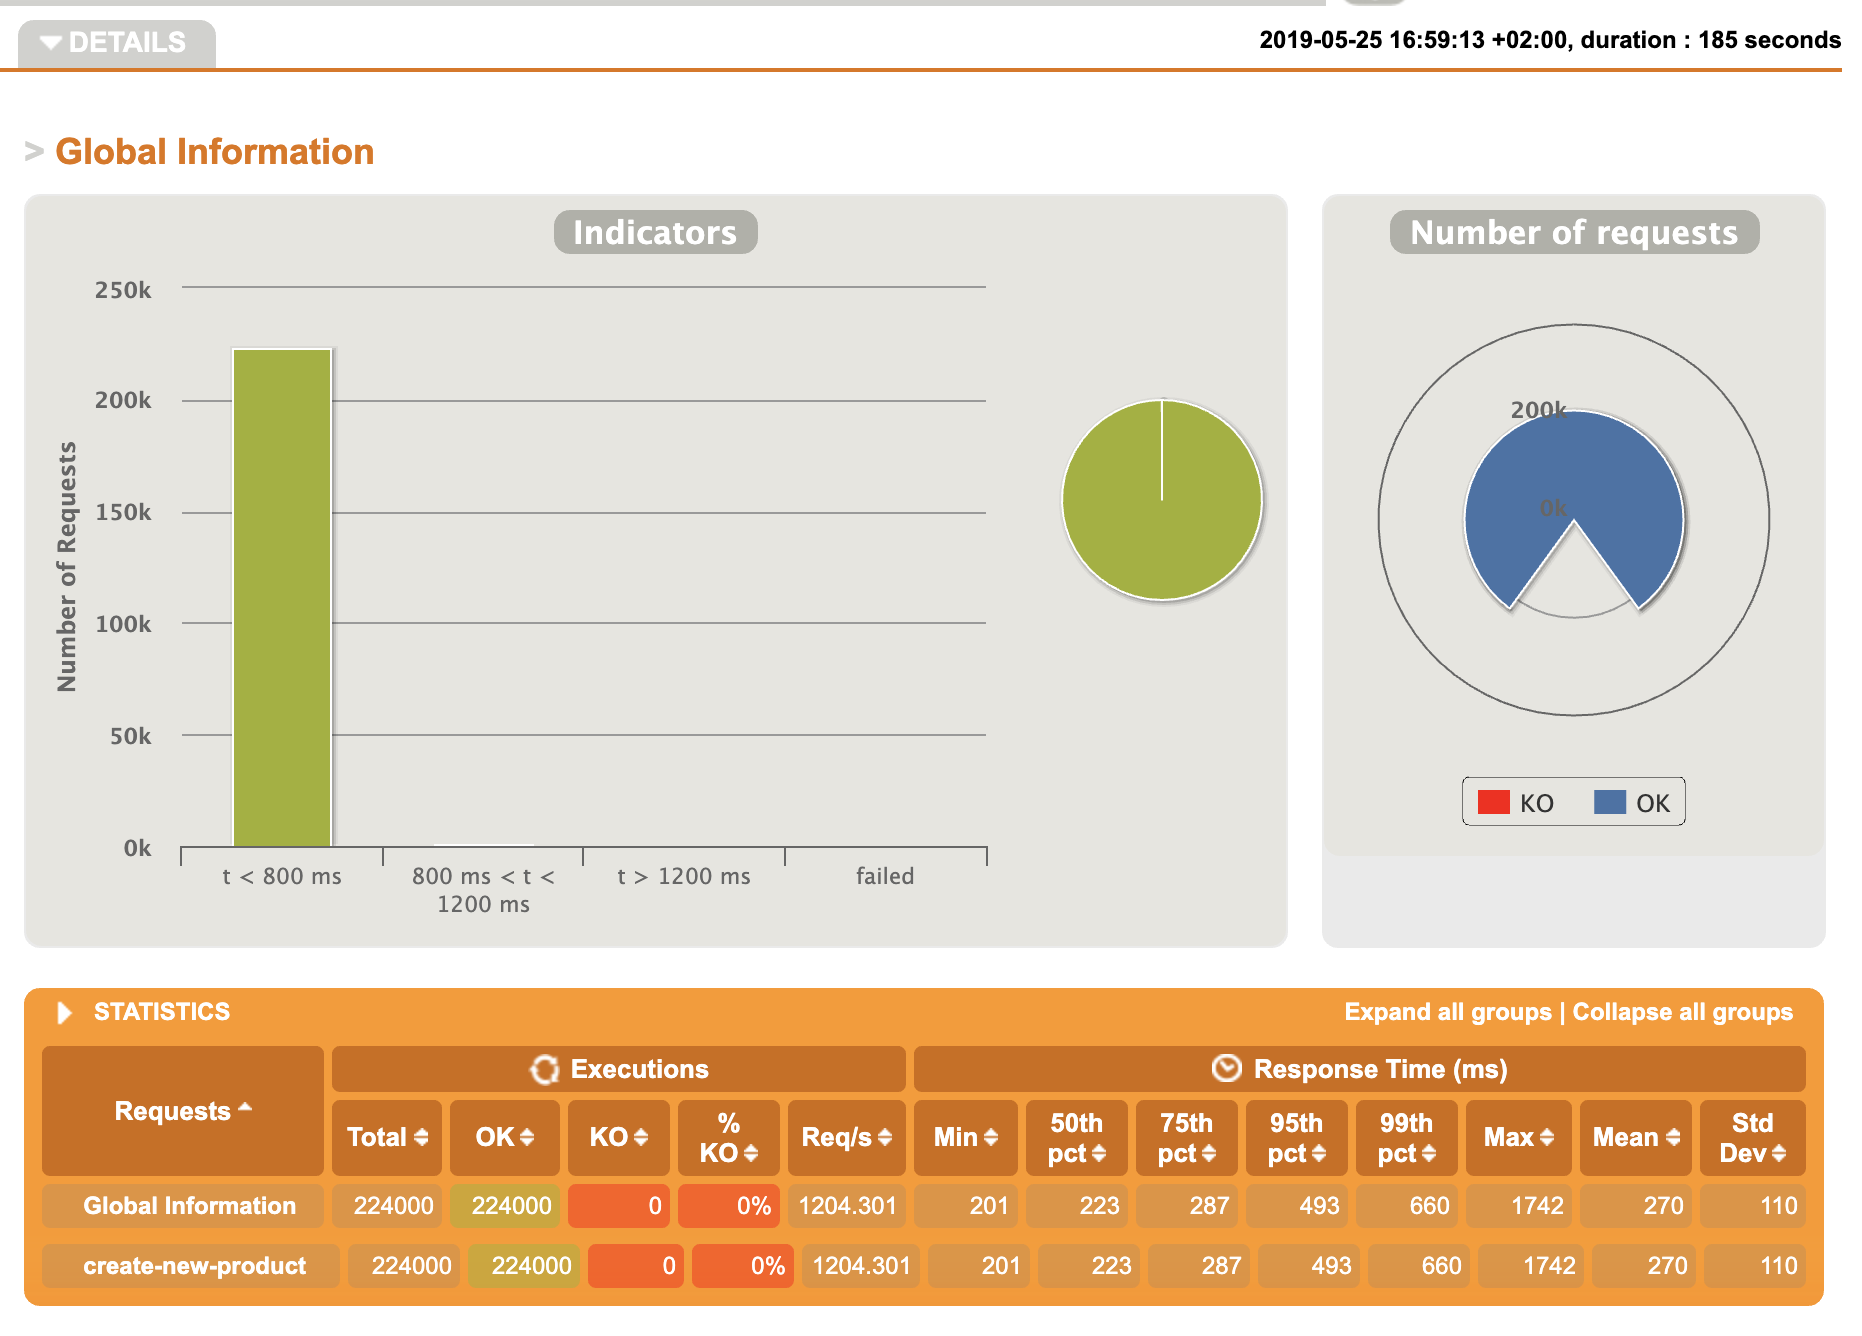 DETAILS
2019-05-25 16:59:13 +02:00, duration : 185 seconds
> Global Information
Indicators
250k
200k
150k
100k
50k
0k
Number of Requests
t < 800 ms
800 ms < t <
1200 ms
t > 1200 ms
failed
Number of requests
200k
0k
KO OK
STATISTICS
Expand all groups | Collapse all groups
Requests
Executions
Response Time (ms)
Total OK KO % KO Req/s Min 50th pct 75th pct 95th pct 99th pct Max Mean Std Dev
Global Information 224000 224000 0 0% 1204.301 201 223 287 493 660 1742 270 110
create-new-product 224000 224000 0 0% 1204.301 201 223 287 493 660 1742 270 110